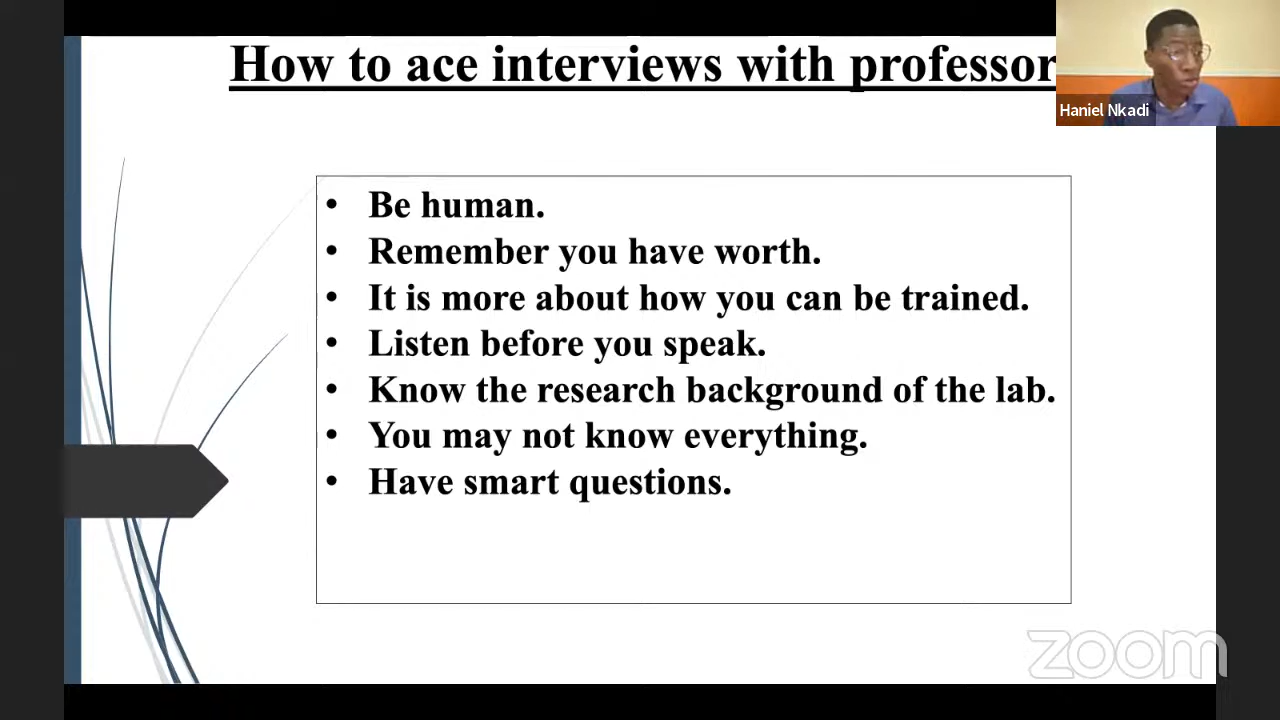 How to ace interviews with professor
Haniel Nkadi
• Be human.
• Remember you have worth.
• It is more about how you can be trained.
• Listen before you speak.
• Know the research background of the lab.
• You may not know everything.
• Have smart questions.
zoom